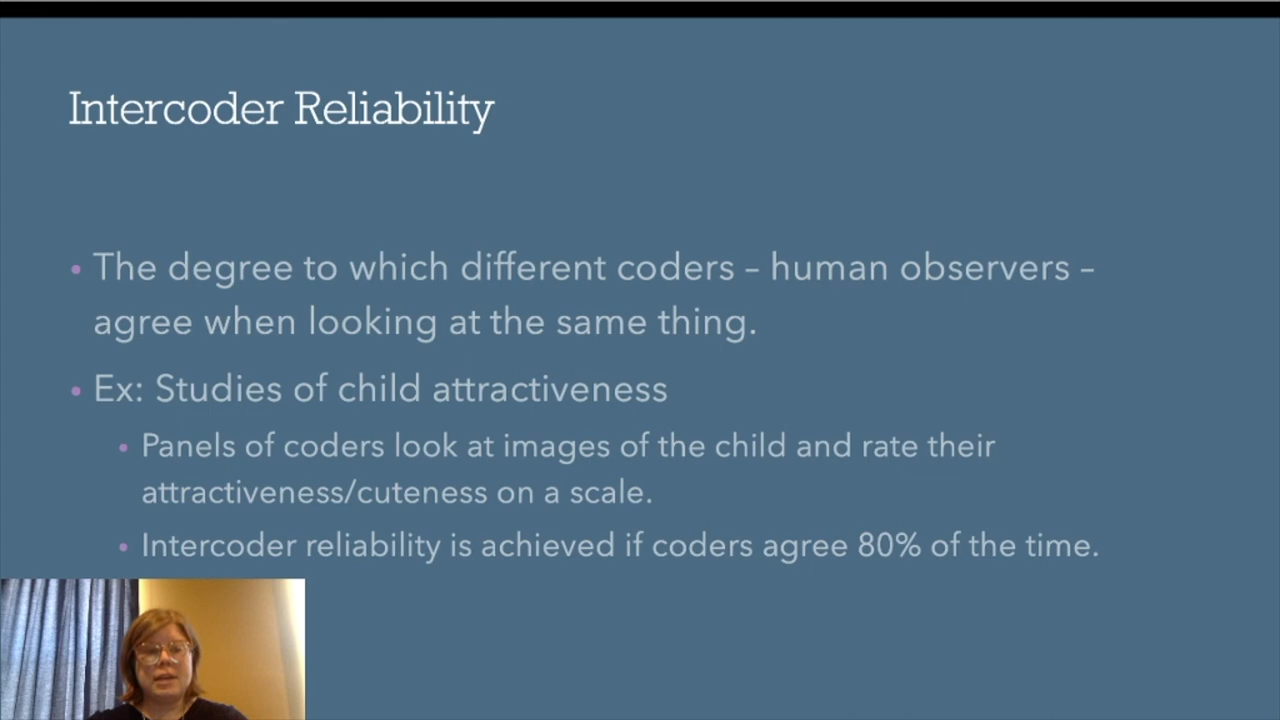 Intercoder Reliability
• The degree to which different coders – human observers –
agree when looking at the same thing.
• Ex: Studies of child attractiveness
• Panels of coders look at images of the child and rate their
attractiveness/cuteness on a scale.
• Intercoder reliability is achieved if coders agree 80% of the time.